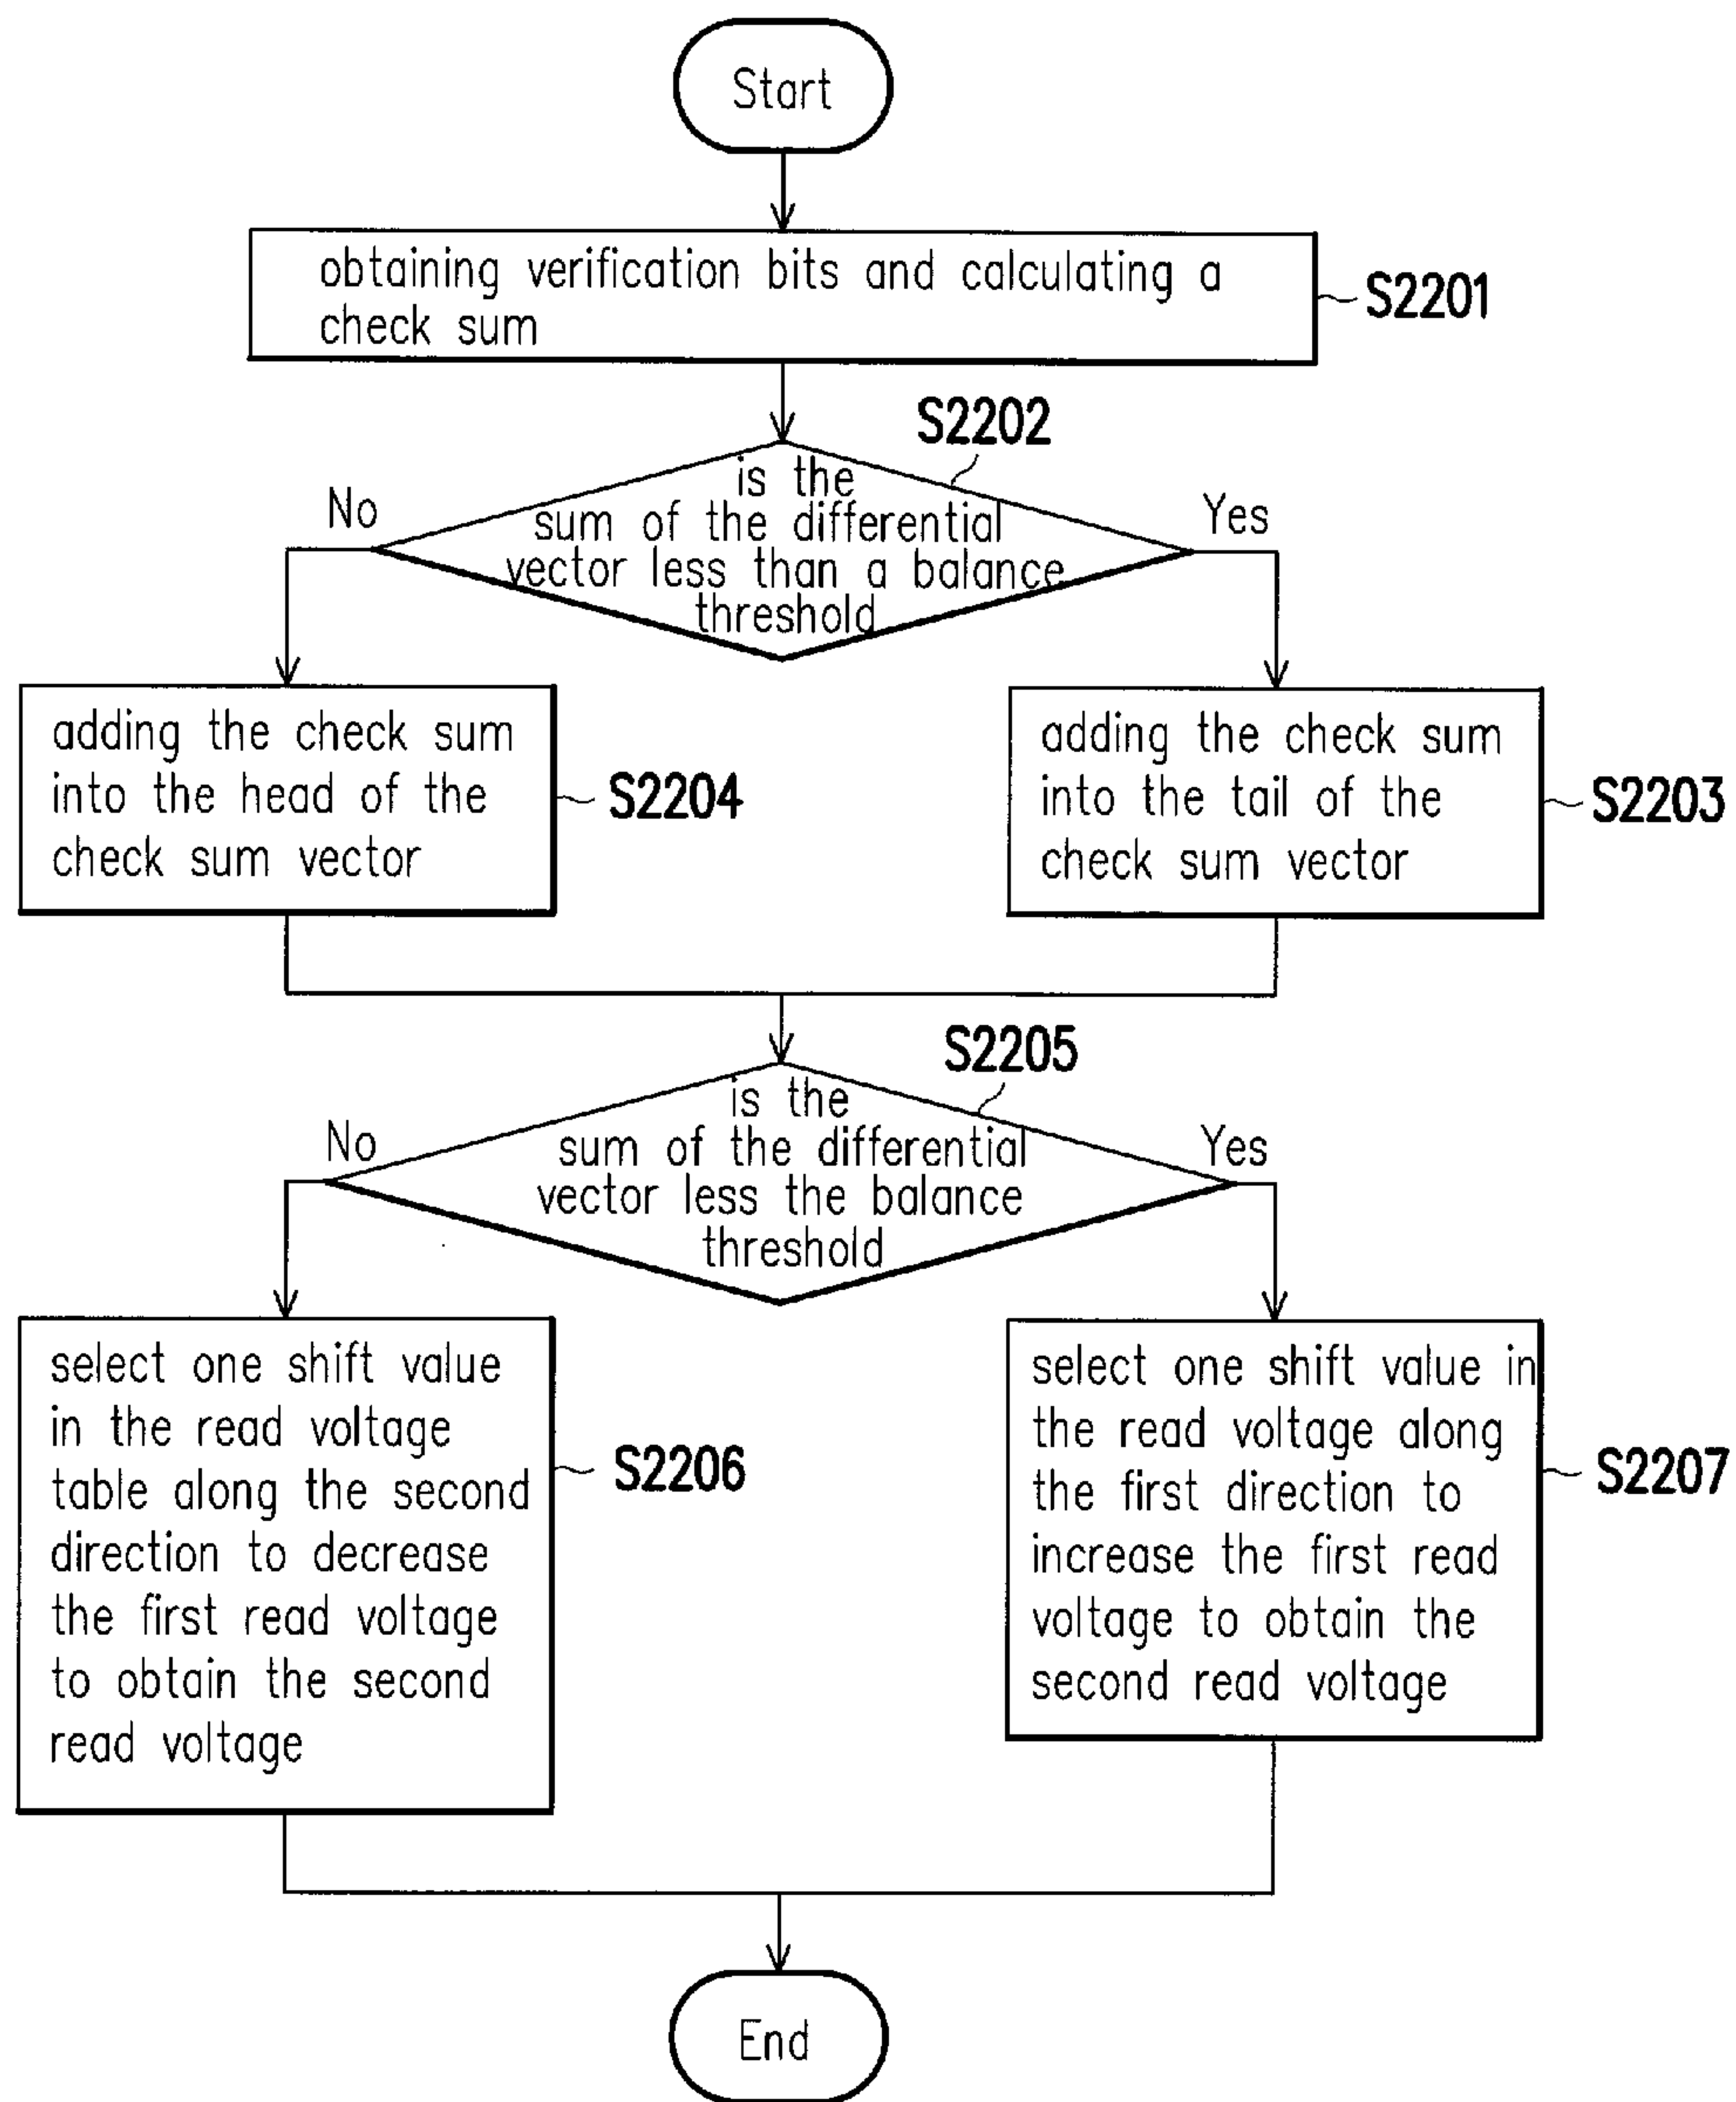 Start
obtaining verification bits and calculating a
check sum
S2201
S2202
is the
sum of the differential
vector less than a balance
threshold
No
Yes
adding the check sum
into the head of the
check sum vector
S2204
adding the check sum
into the tail of the
check sum vector
S2203
S2205
is the
sum of the differential
vector less the balance
threshold
No
Yes
select one shift value
in the read voltage
table along the second
direction to decrease
the first read voltage
to obtain the second
read voltage
S2206
select one shift value in
the read voltage along
the first direction to
increase the first read
voltage to obtain the
second read voltage
S2207
End